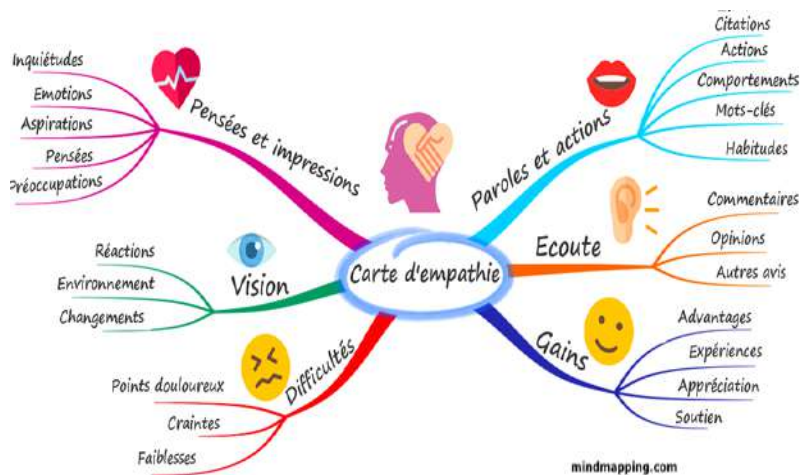 Carte d'empathie
Pensées et impressions
Inquiétudes
Emotions
Aspirations
Pensées
Préoccupations
Vision
Réactions
Environnement
Changements
Difficultés
Points douloureux
Craintes
Faiblesses
Paroles et actions
Citations
Actions
Comportements
Mots-clés
Habitudes
Ecoute
Commentaires
Opinions
Autres avis
Gains
Advantages
Expériences
Appréciation
Soutien
mindmapping.com